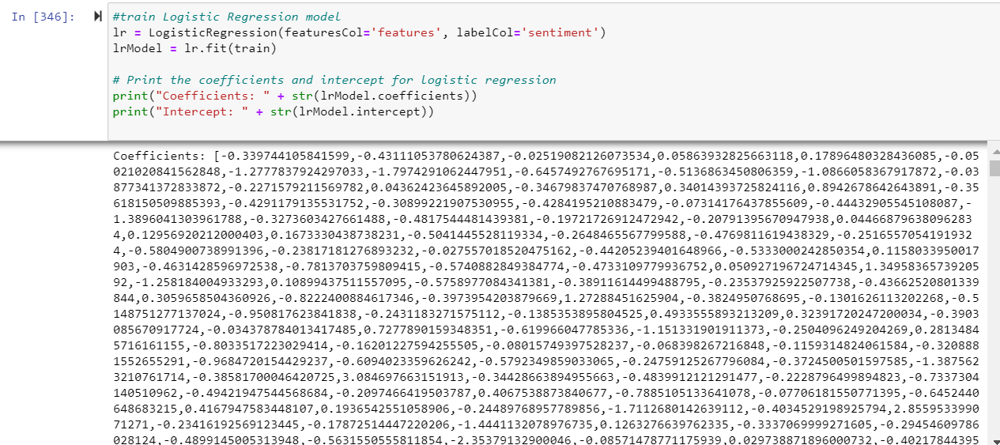 In [346]:
#train Logistic Regression model
lr = LogisticRegression(featuresCol='features', labelCol='sentiment')
lrModel = lr.fit(train)
# Print the coefficients and intercept for logistic regression
print("Coefficients: " + str(lrModel.coefficients))
print("Intercept: " + str(lrModel.intercept))
Coefficients: [-0.339744105841599,-0.43111053780624387,-0.02519082126073534,0.05863932825663118,0.17896480328436085,-0.05
021020841562848,-1.2777837924297033,-1.7974291062447951,-0.6457492767695171,-0.5136863450806359,-1.0866058367917872,-0.03
877341372833872,-0.2271579211569782,0.04362423645892005,-0.34679837470768987,0.34014393725824116,0.8942678642643891,-0.35
618150509885393,-0.4291179135531752,-0.30899221907530955,-0.4284195210883479,-0.07314176437855609,-0.44432905545108087,-
1.3896041303961788,-0.3273603427661488,-0.4817544481439381,-0.19721726912472942,-0.20791395670947938,0.04466879638096283
4,0.12956920212000403,0.1673330438738231,-0.5041445528119334,-0.2648465567799588,-0.4769811619438329,-0.2516557054191932
4,-0.5804900738991396,-0.23817181276893232,-0.027557018520475162,-0.44205239401648966,-0.5333000242850354,0.1158033950017
903,-0.4631428596972538,-0.7813703759809415,-0.5740882849384774,-0.4733109779936752,0.050927196724714345,1.34958365739205
92,-1.258184004933293,0.10899437511557095,-0.5758977084341381,-0.38911614499488795,-0.23537925922507738,-0.43662520801339
844,0.3059658504360926,-0.8222400884617346,-0.3973954203879669,1.27288451625904,-0.3824950768695,-0.1301626113202268,-0.5
148751277137024,-0.950817623841838,-0.2431183271575112,-0.1385353895804525,0.4933555893213209,0.32391720247200034,-0.3903
085670917724,-0.034378784013417485,0.7277890159348351,-0.619966047785336,-1.151331901911373,-0.2504096249204269,0.2813484
5716161155,-0.8033517223029414,-0.16201227594255505,-0.08015749397528237,-0.068398267216848,-0.1159314824061584,-0.320888
1552655291,-0.9684720154429237,-0.6094023359626242,-0.5792349859033065,-0.24759125267796084,-0.3724500501597585,-1.387562
3210761714,-0.38581700046420725,3.084697663151913,-0.34428663894955663,-0.4839912121291477,-0.2228796499894823,-0.7337304
140510962,-0.49421947544568684,-0.2097466419503787,0.4067538873840677,-0.7885105133641078,-0.07706181550771395,-0.6452440
648683215,0.4167947583448107,0.1936542551058906,-0.24489768957789856,-1.7112680142639112,-0.4034529198925794,2.8559533999
071271,-0.23416192569123445,-0.17872514447220206,-1.4441132078976735,0.1263276639762335,-0.3337069999271605,-0.29454609786
028124,-0.4899145005313948,-0.5631550555811854,-2.35379132900046,-0.08571478771175939,0.029738871896000732,-0.40217844395